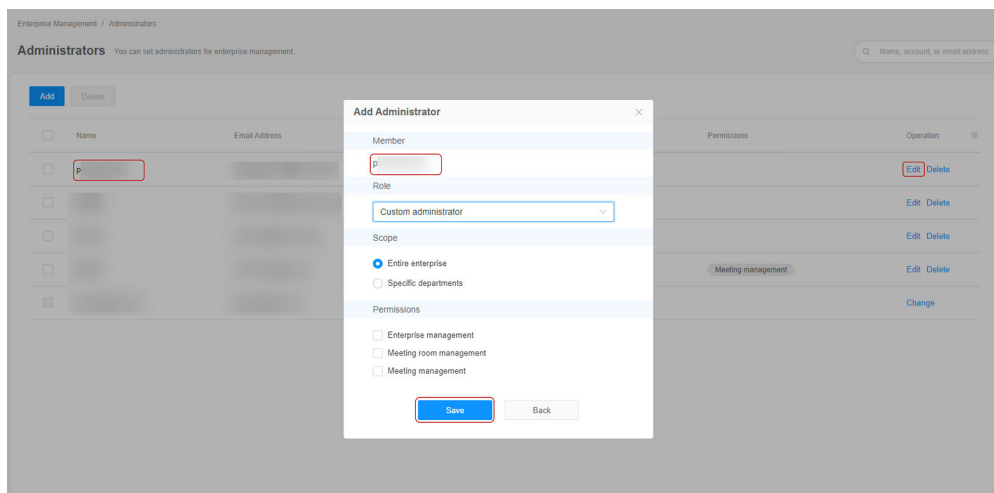 Enterprise Management / Administrators
Administrators You can set administrators for enterprise management.
Name, account, or email address
Add Delete
Add Administrator
Name Email Address Permissions Operation
Member
p
p
Edit Delete
Role
Custom administrator
Edit Delete
Scope
Edit Delete
Entire enterprise
Meeting management Edit Delete
Specific departments
Change
Permissions
Enterprise management
Meeting room management
Meeting management
Save Back